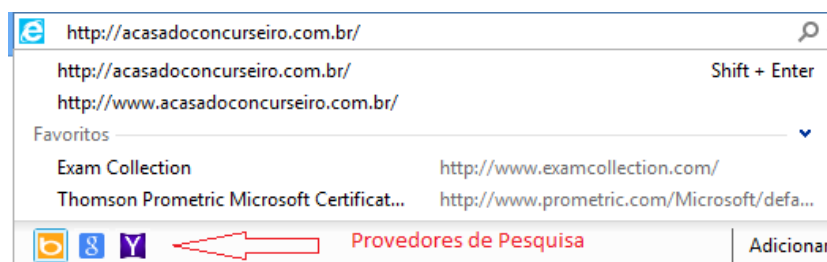 http://acasadoconcurseiro.com.br/
http://acasadoconcurseiro.com.br/ Shift + Enter
http://www.acasadoconcurseiro.com.br/
Favoritos
Exam Collection http://www.examcollection.com/
Thomson Prometric Microsoft Certificat... http://www.prometric.com/Microsoft/defa...
b 8 Y Provedores de Pesquisa Adicionar